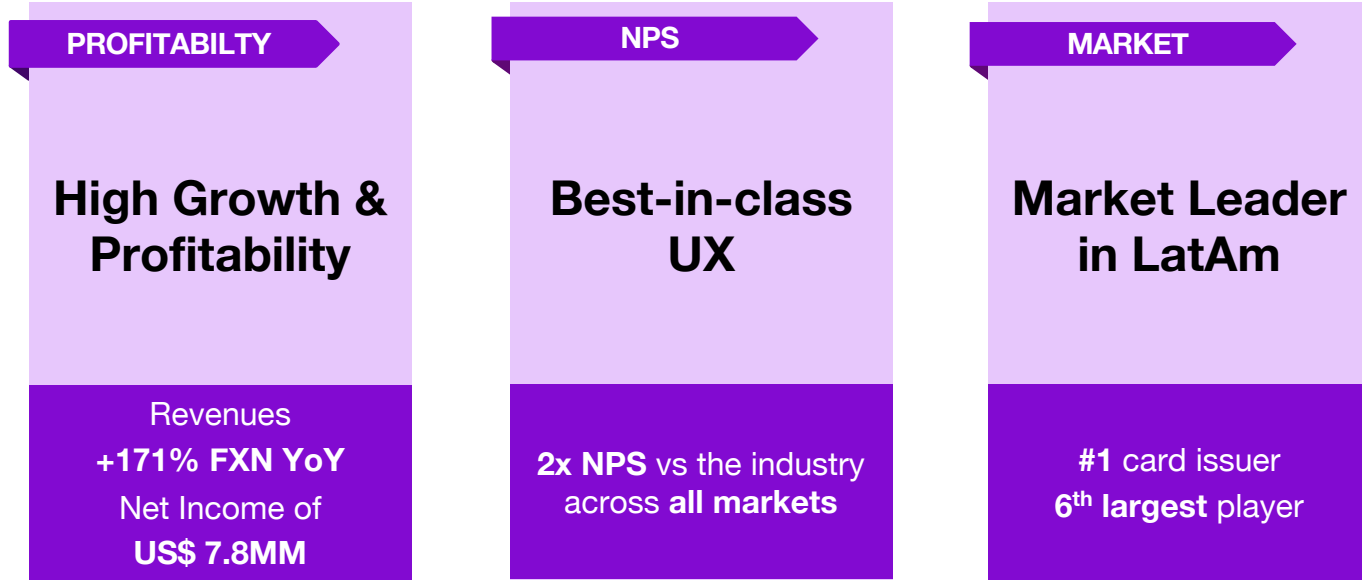 PROFITABILTY
High Growth &
Profitability
Revenues
+171% FXN YoY
Net Income of
US$ 7.8MM
NPS
Best-in-class
UX
2x NPS vs the industry
across all markets
MARKET
Market Leader
in LatAm
#1 card issuer
6th largest player